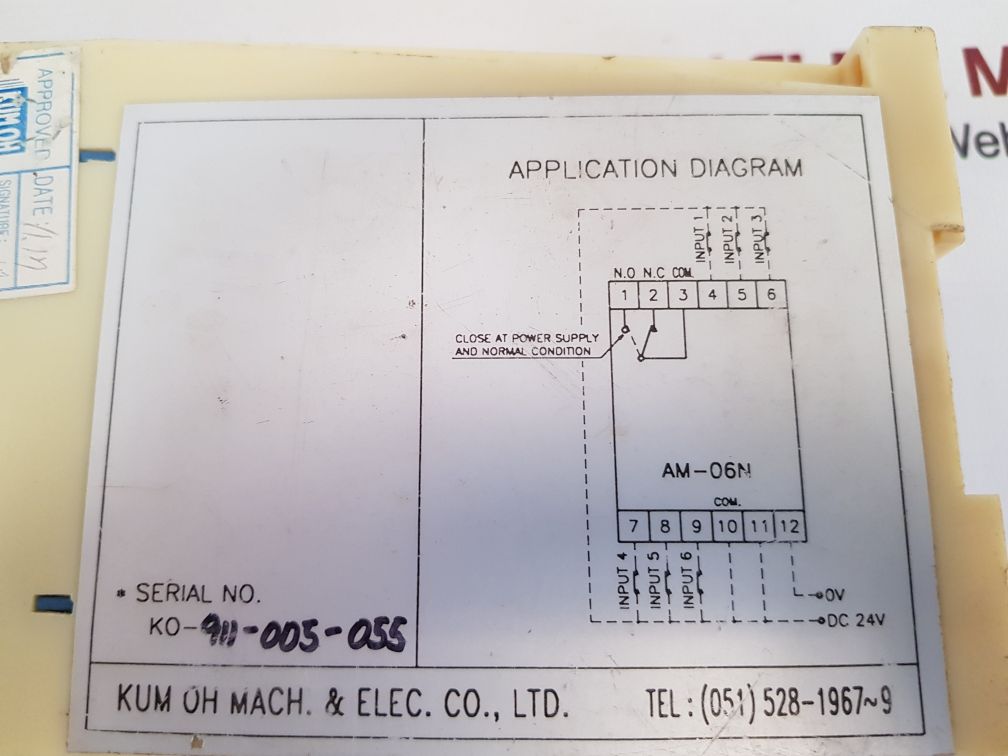 APPROVED
KUM OH
DATE:
SIGNATURE:
APPLICATION DIAGRAM
INPUT 1
INPUT 2
INPUT 3
N.O N.C COM.
1 2 3 4 5 6
CLOSE AT POWER SUPPLY
AND NORMAL CONDITION
AM-06N
COM.
7 8 9 10 11 12
INPUT 4
INPUT 5
INPUT 6
0V
DC 24V
* SERIAL NO.
KO-911-005-055
KUM OH MACH. & ELEC. CO., LTD. TEL:(051)528-1967~9